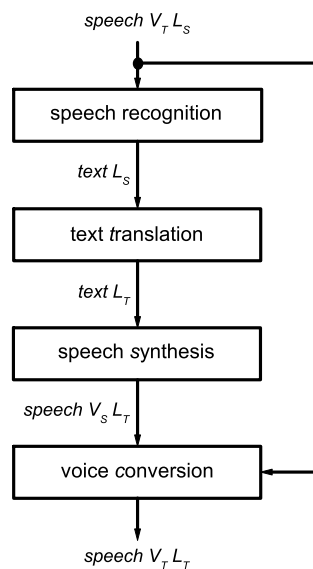 speech V_T L_S
speech recognition
text L_S
text translation
text L_T
speech synthesis
speech V_S L_T
voice conversion
speech V_T L_T